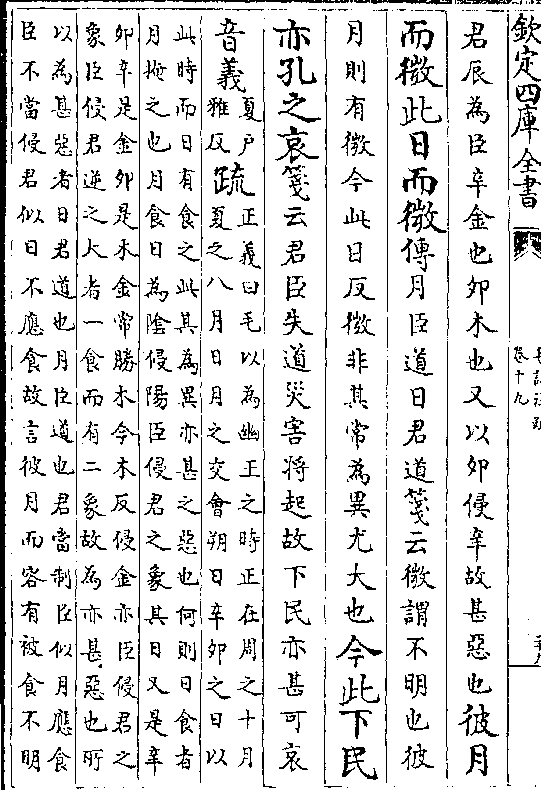 欽定四庫全書
卷十九
君辰為臣辛金也卯木也又以卯侵辛故甚惡也彼月
而微此日而微傳月臣道日君道箋云微謂不明也彼
月則有微今此日反微非其常為異尤大也今此下民
亦孔之哀箋云君臣失道災害將起故下民亦甚可哀
音義夏戸
雅反疏正義曰毛以為幽王之時正在周之十月
夏之八月日月之交會朔日辛卯之日以
此時而日有食之此其為異亦甚之惡也何則日食者
月掩之也月食日為陰侵陽臣侵君之象其日又是辛
卯辛是金卯是木金常勝木今木反侵金亦臣侵君之
象臣侵君逆之大者一食而有二象故為亦甚惡也所
以為甚惡者日君道也月臣道也君當制臣似月應食
臣不當侵君似日不應食故言彼月而容有被食不明